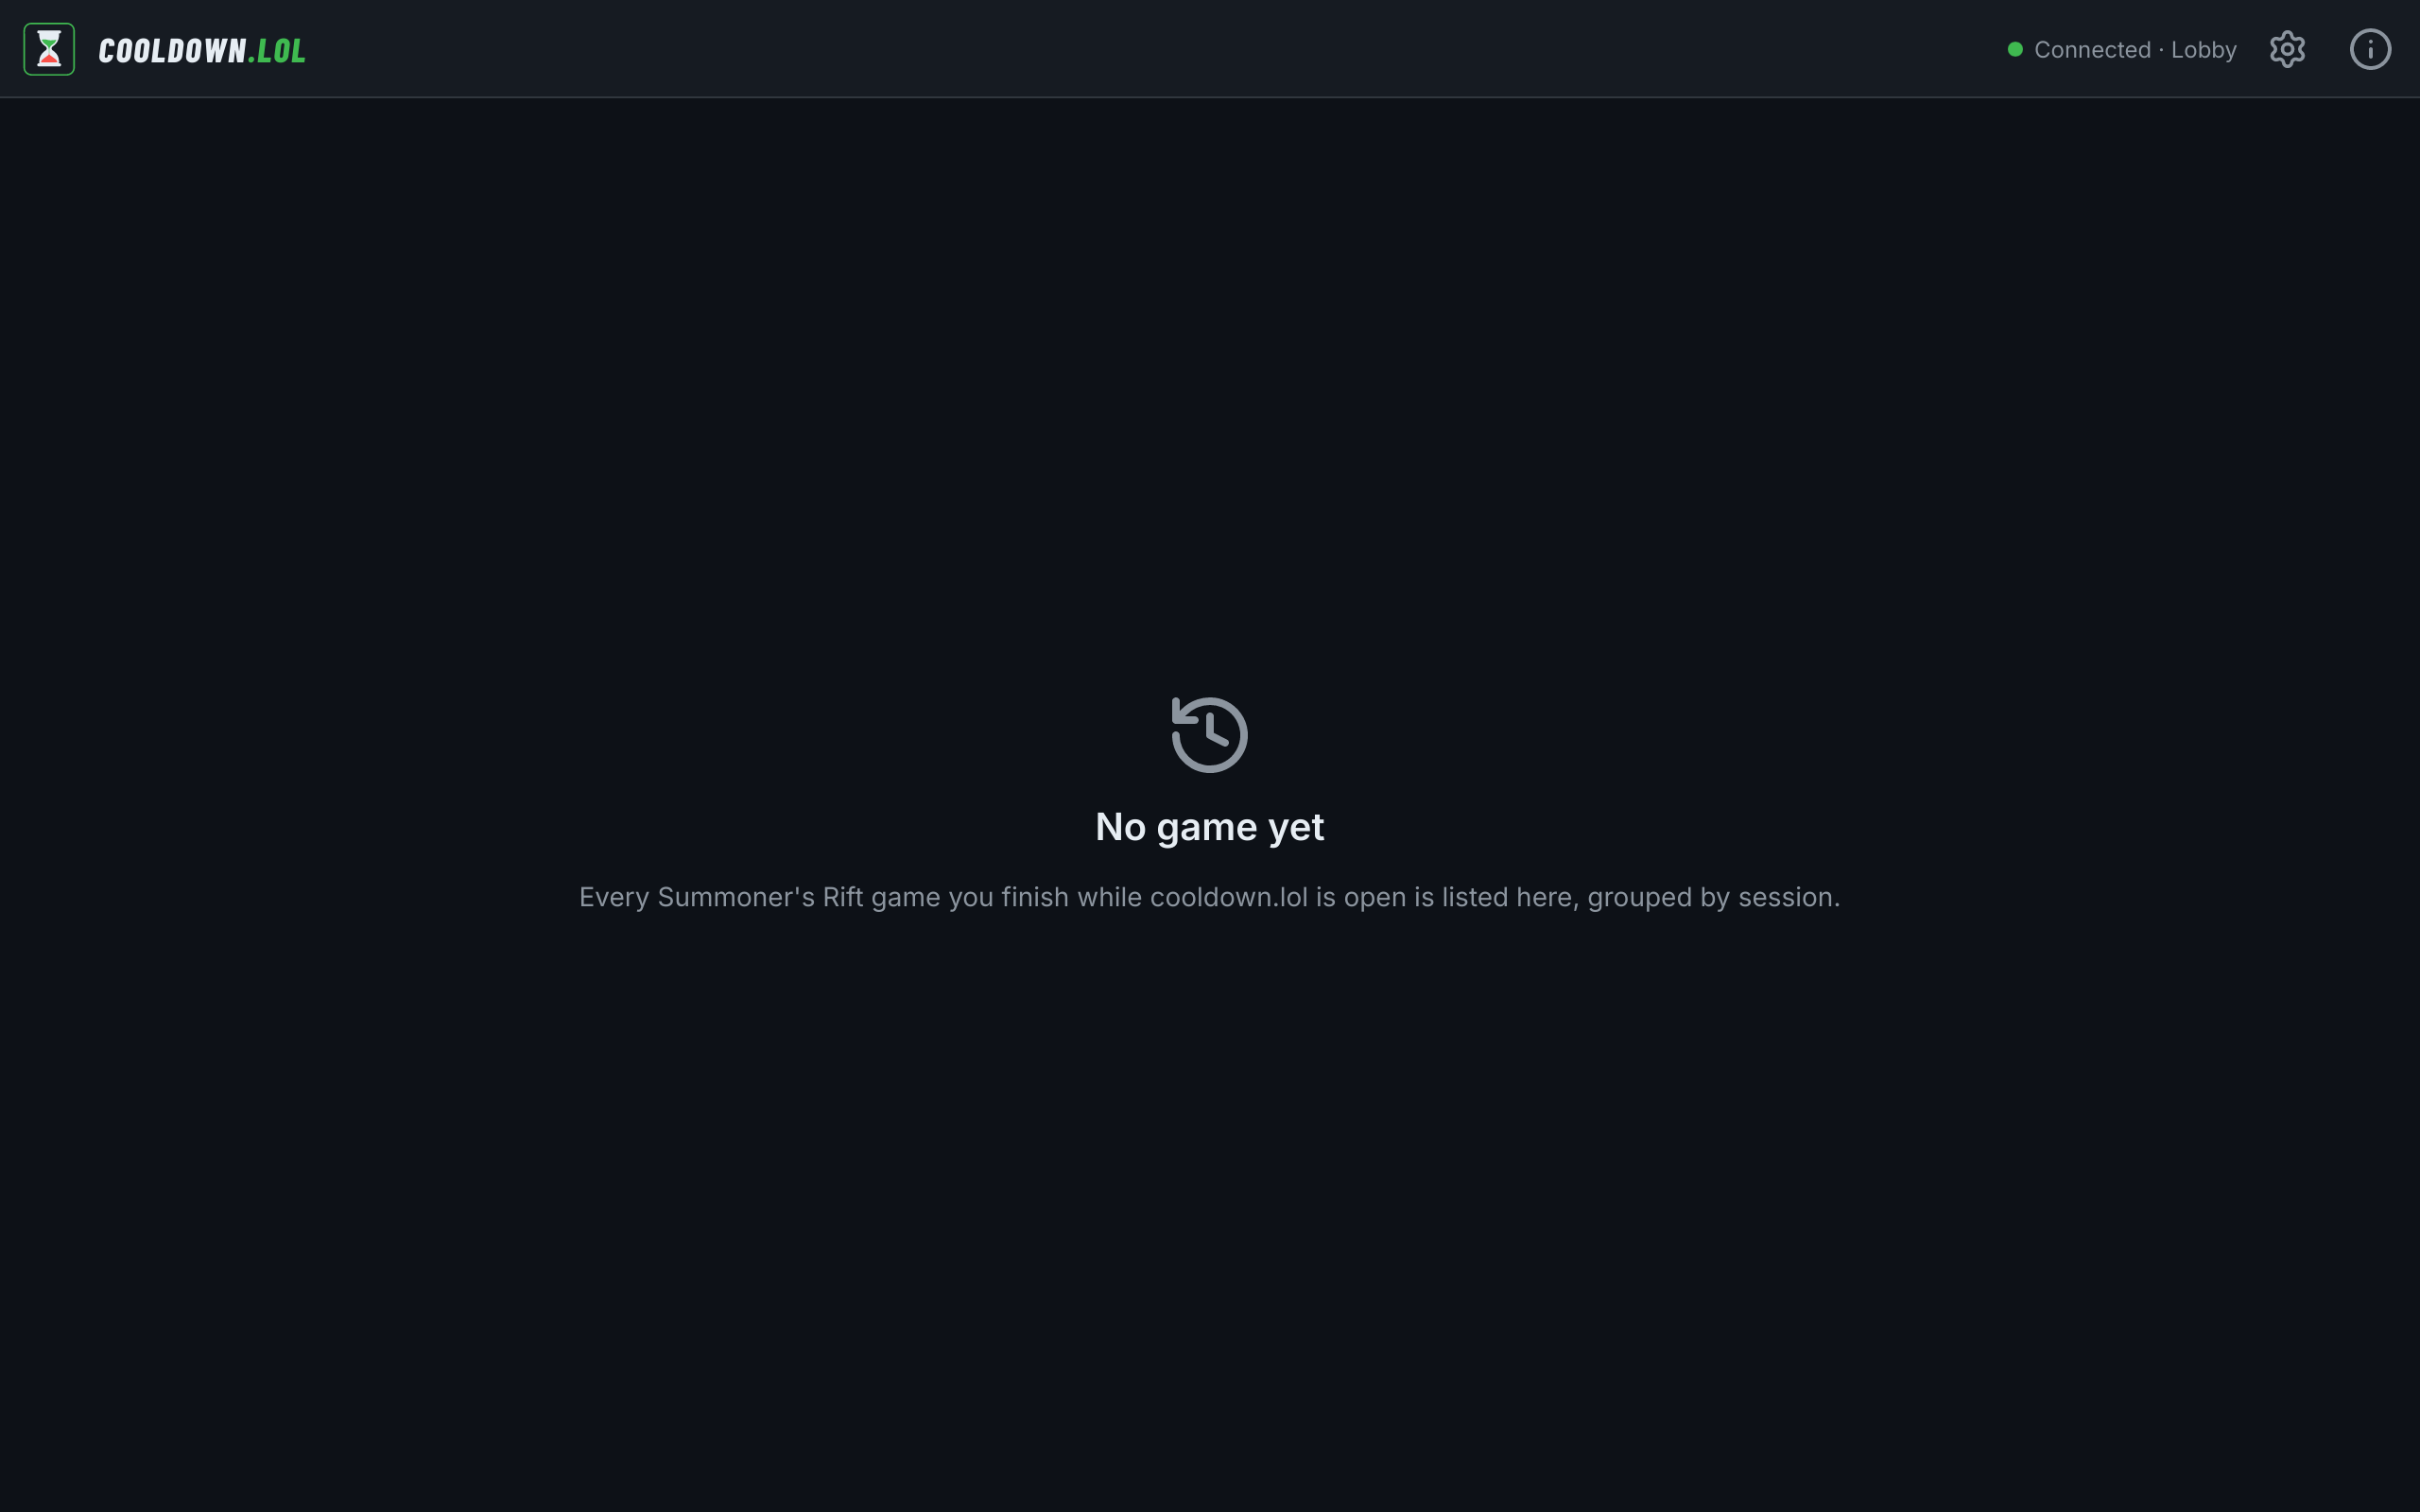 COOLDOWN.LOL
Connected · Lobby
No game yet
Every Summoner's Rift game you finish while cooldown.lol is open is listed here, grouped by session.